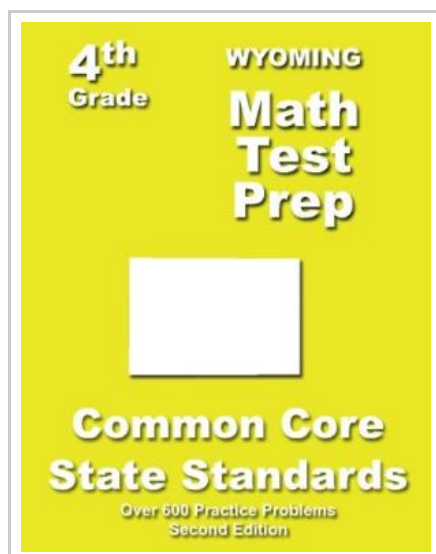 4th
Grade
WYOMING
Math
Test
Prep
Common Core
State Standards
Over 600 Practice Problems
Second Edition